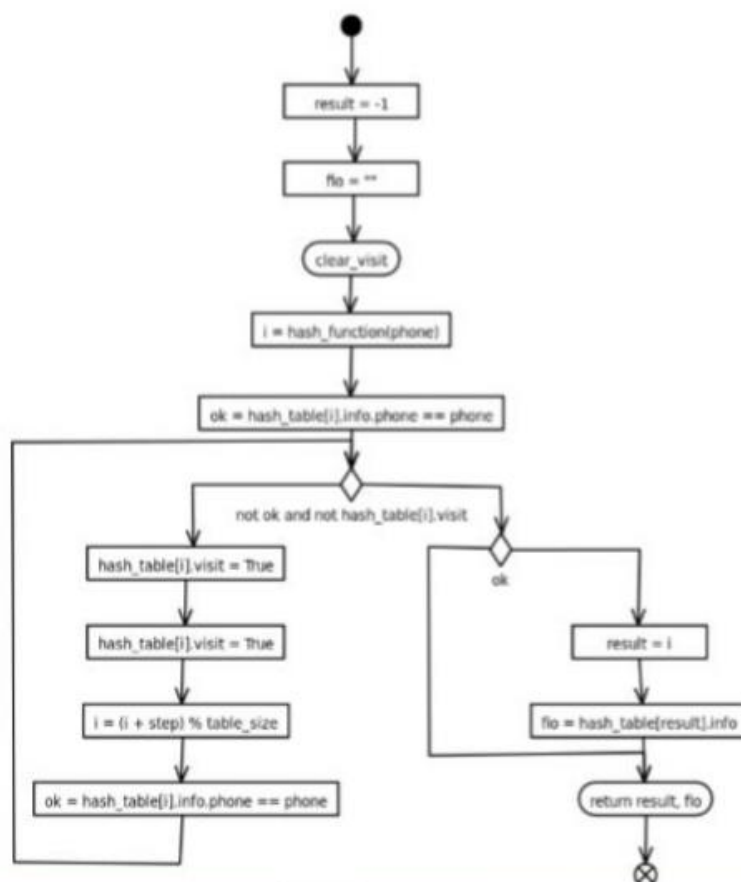 result = -1
fio = ""
clear_visit
i = hash_function(phone)
ok = hash_table[i].info.phone == phone
not ok and not hash_table[i].visit
hash_table[i].visit = True
hash_table[i].visit = True
i = (i + step) % table_size
ok = hash_table[i].info.phone == phone
ok
result = i
fio = hash_table[result].info
return result, fio